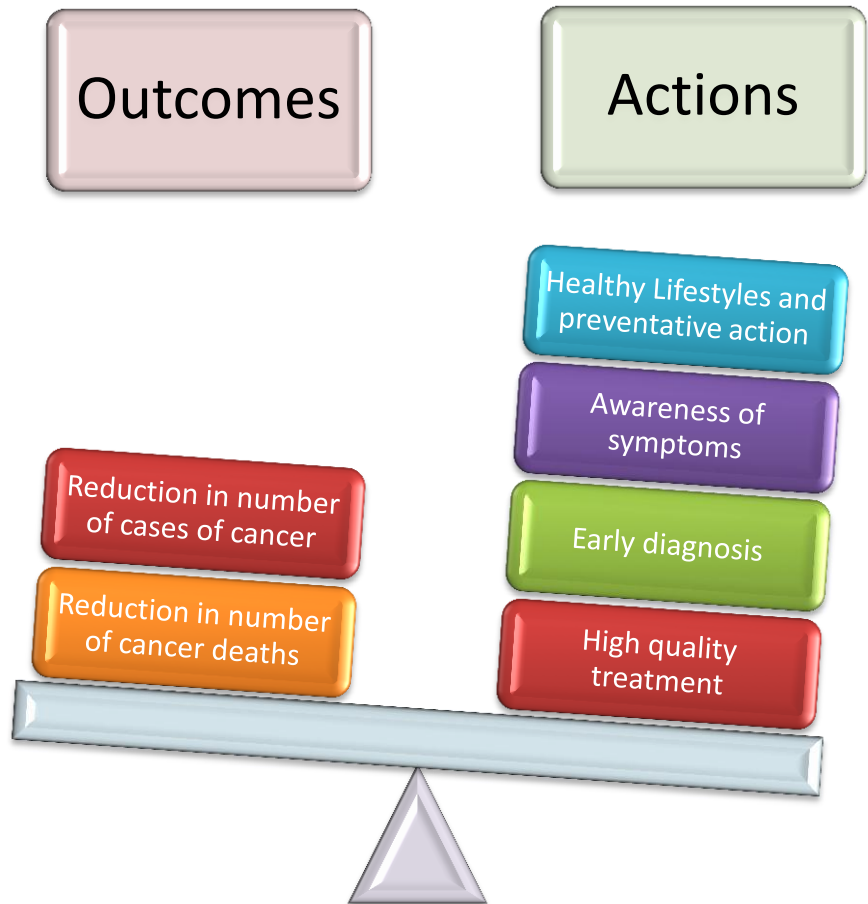 Outcomes
Actions
Healthy Lifestyles and
preventative action
Awareness of
symptoms
Early diagnosis
High quality
treatment
Reduction in number
of cases of cancer
Reduction in number
of cancer deaths